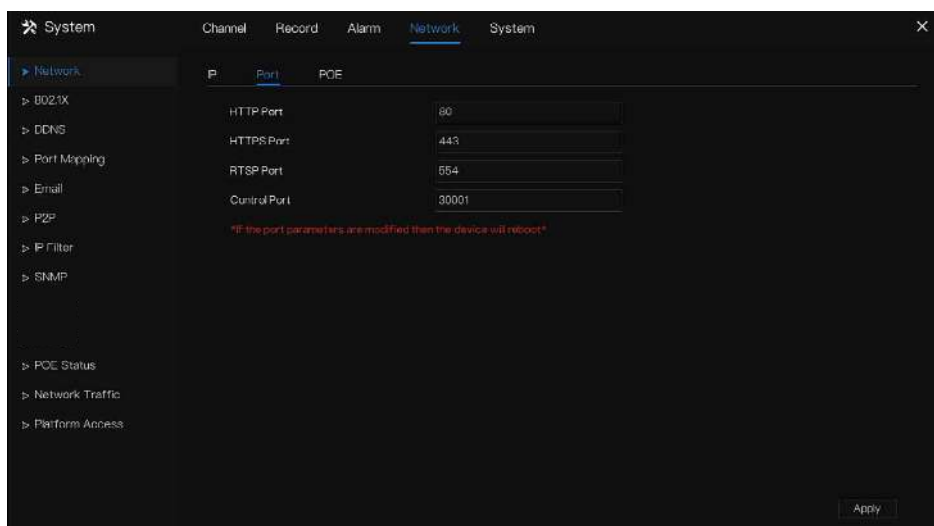 System
Channel Record Alarm Network System
Network
802.1X
DDNS
Port Mapping
Email
P2P
IP Filter
SNMP
POE Status
Network Traffic
Platform Access
IP Port POE
HTTP Port 80
HTTPS Port 443
RTSP Port 554
Control Port 30001
*If the port parameters are modified then the device will reboot*
Apply